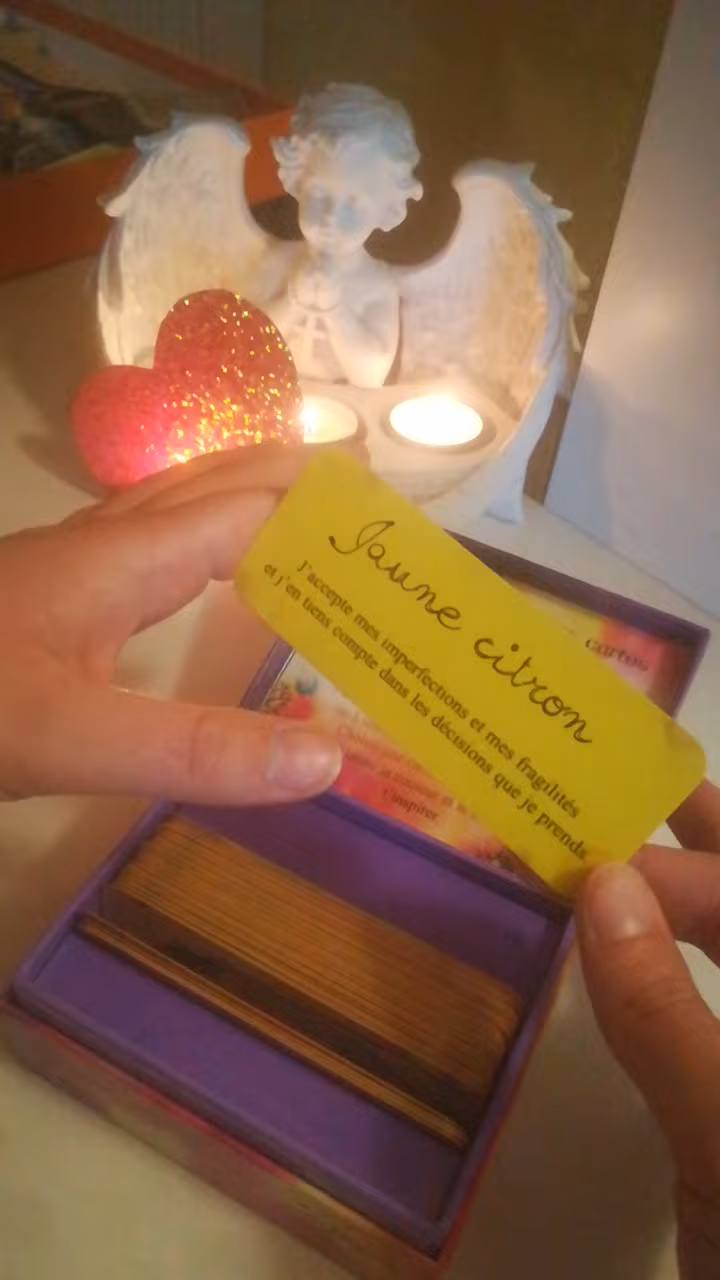 Jaune citron
J'accepte mes imperfections et mes fragilités
et j'en tiens compte dans les décisions que je prends.
cartes
t'inspirer